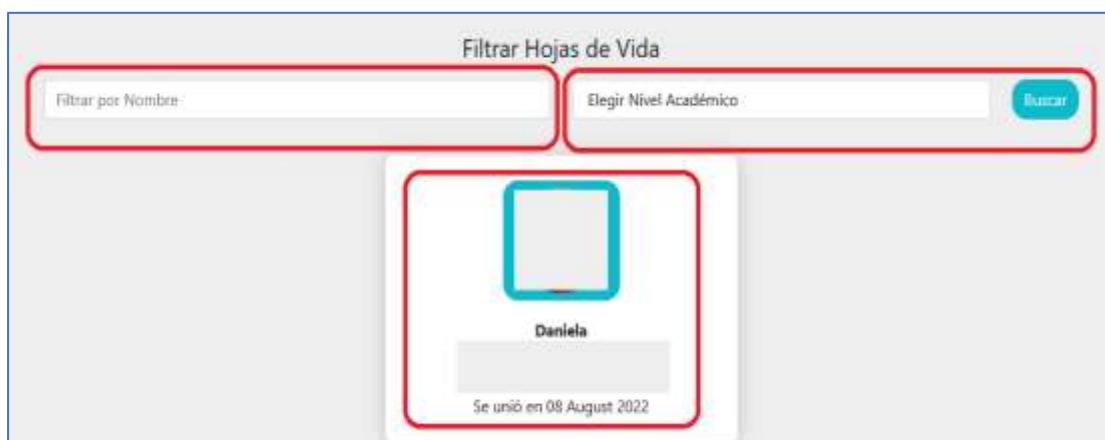 Filtrar Hojas de Vida
Filtrar por Nombre
Elegir Nivel Académico
Buscar
Daniela
Se unió en 08 August 2022